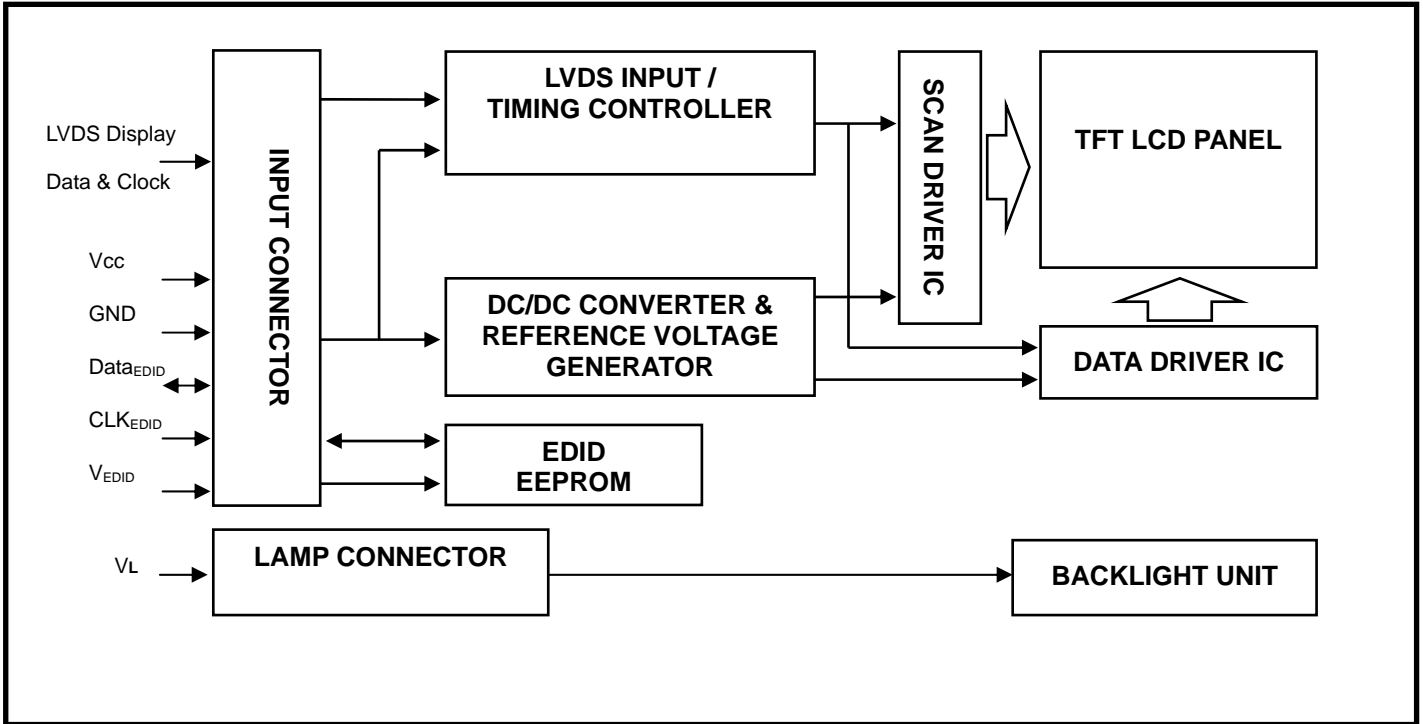 LVDS Display
Data & Clock
Vcc
GND
DataEDID
CLKEDID
VEDID
VL
INPUT CONNECTOR
LVDS INPUT /
TIMING CONTROLLER
DC/DC CONVERTER &
REFERENCE VOLTAGE
GENERATOR
EDID
EEPROM
SCAN DRIVER IC
TFT LCD PANEL
DATA DRIVER IC
LAMP CONNECTOR
BACKLIGHT UNIT